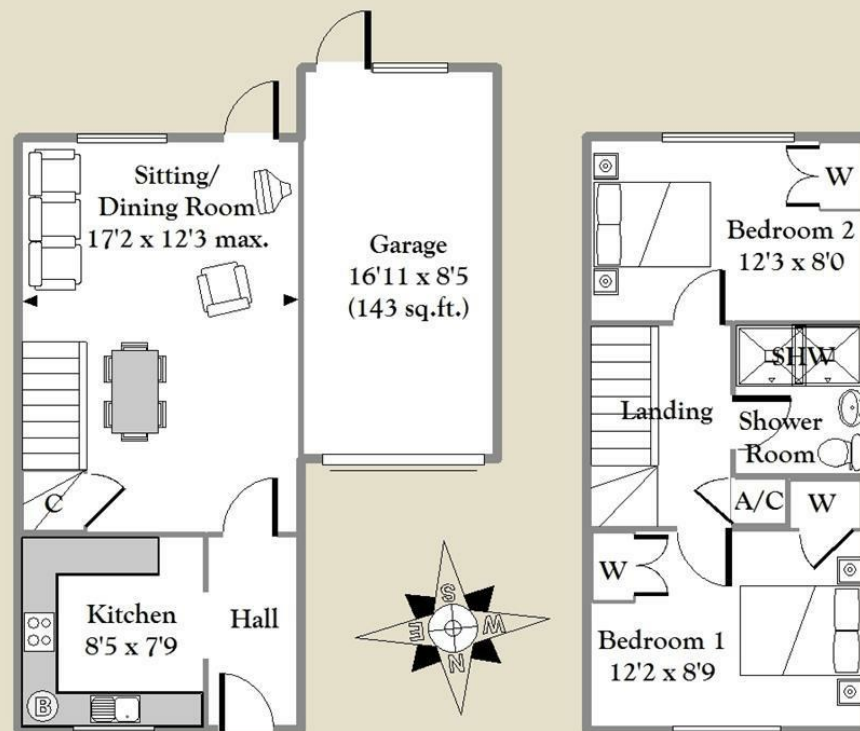 Sitting/
Dining Room
17'2 x 12'3 max.
Garage
16'11 x 8'5
(143 sq.ft.)
C
Kitchen
8'5 x 7'9
B
Hall
S
E
W
N
W
Bedroom 2
12'3 x 8'0
SHW
Landing
Shower
Room
A/C
W
W
Bedroom 1
12'2 x 8'9